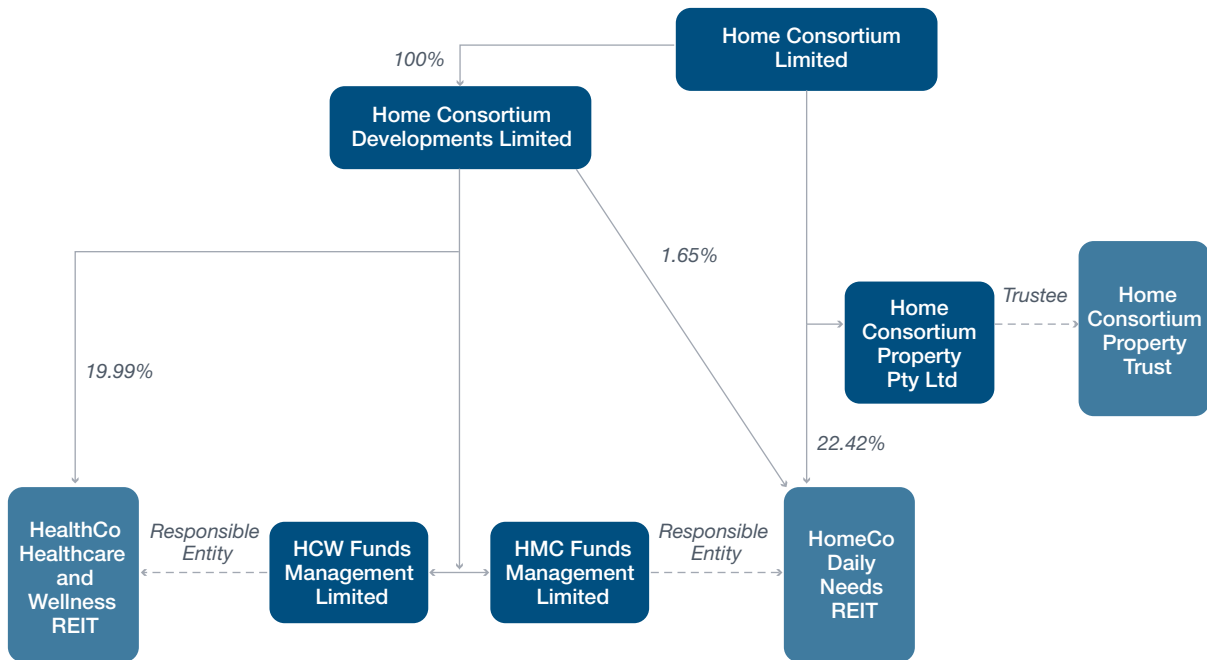 Home Consortium
Limited
100%
Home Consortium
Developments Limited
1.65%
Home
Consortium
Property
Pty Ltd
Trustee
Home
Consortium
Property
Trust
19.99%
22.42%
HealthCo
Healthcare
and
Wellness
REIT
Responsible
Entity
HCW Funds
Management
Limited
HMC Funds
Management
Limited
Responsible
Entity
HomeCo
Daily
Needs
REIT